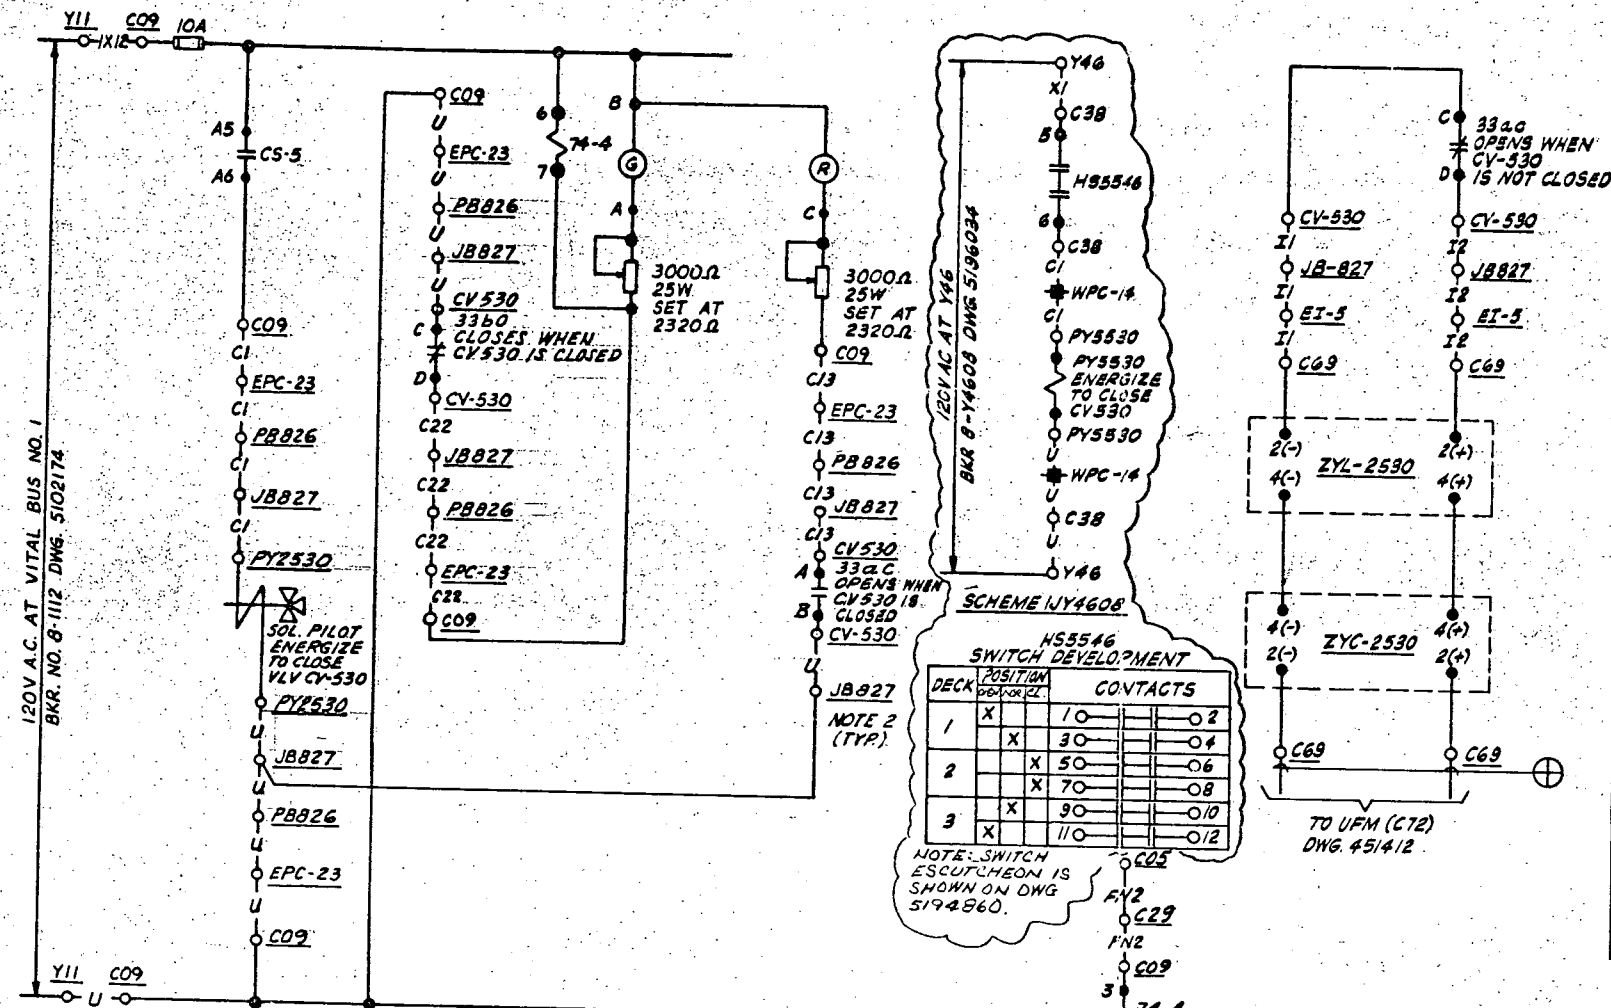 Y11
1X12
C09
10A
120V A.C. AT VITAL BUS NO. 1
BKR. NO. 8-1112 DWG. 5102174
A5
CS-5
A6
C09
C1
EPC-23
C1
PB826
C1
JB827
C1
PY2530
SOL. PILOT
ENERGIZE
TO CLOSE
VLV CV-530
PY2530
U
JB827
U
PB826
U
EPC-23
U
C09
Y11
U
C09
C09
U
EPC-23
U
PB826
U
JB827
U
CV530
33bO
C
CLOSES WHEN
CV530 IS CLOSED
D
CV-530
C22
JB827
C22
PB826
C22
EPC-23
C22
C09
6
74-4
7
B
G
A
3000Ω
25W
SET AT
2320Ω
R
C
3000Ω
25W
SET AT
2320Ω
C09
C13
EPC-23
C13
PB826
C13
JB827
C13
CV530
A
33aC
OPENS WHEN
CV530 IS
B
CLOSED
CV-530
U
JB827
NOTE 2
(TYP.)
120V AC AT Y46
BKR 8-Y4608 DWG 5196034
Y46
X1
C38
5
HS5546
6
C38
C1
WPC-14
C1
PY5530
PY5530
ENERGIZE
TO CLOSE
CV530
PY5530
U
WPC-14
U
C38
U
Y46
SCHEME 1JY4608
HS5546
SWITCH DEVELOPMENT
DECK POSITION CONTACTS
NOR CL
1 X 1 2
X 3 4
2 X 5 6
X 7 8
3 X 9 10
X 11 12
NOTE: SWITCH
ESCUTCHEON IS
SHOWN ON DWG
5194860.
C05
FN2
C29
FN2
C09
3
74-4
C
33ao
OPENS WHEN
CV-530
D
IS NOT CLOSED
CV-530
I1
JB-827
I1
EI-5
I1
C69
CV-530
I2
JB827
I2
EI-5
I2
C69
2(-)
ZYL-2530
2(+)
4(-)
4(+)
4(-)
ZYC-2530
4(+)
2(-)
2(+)
C69
C69
TO UFM (C72)
DWG. 451412